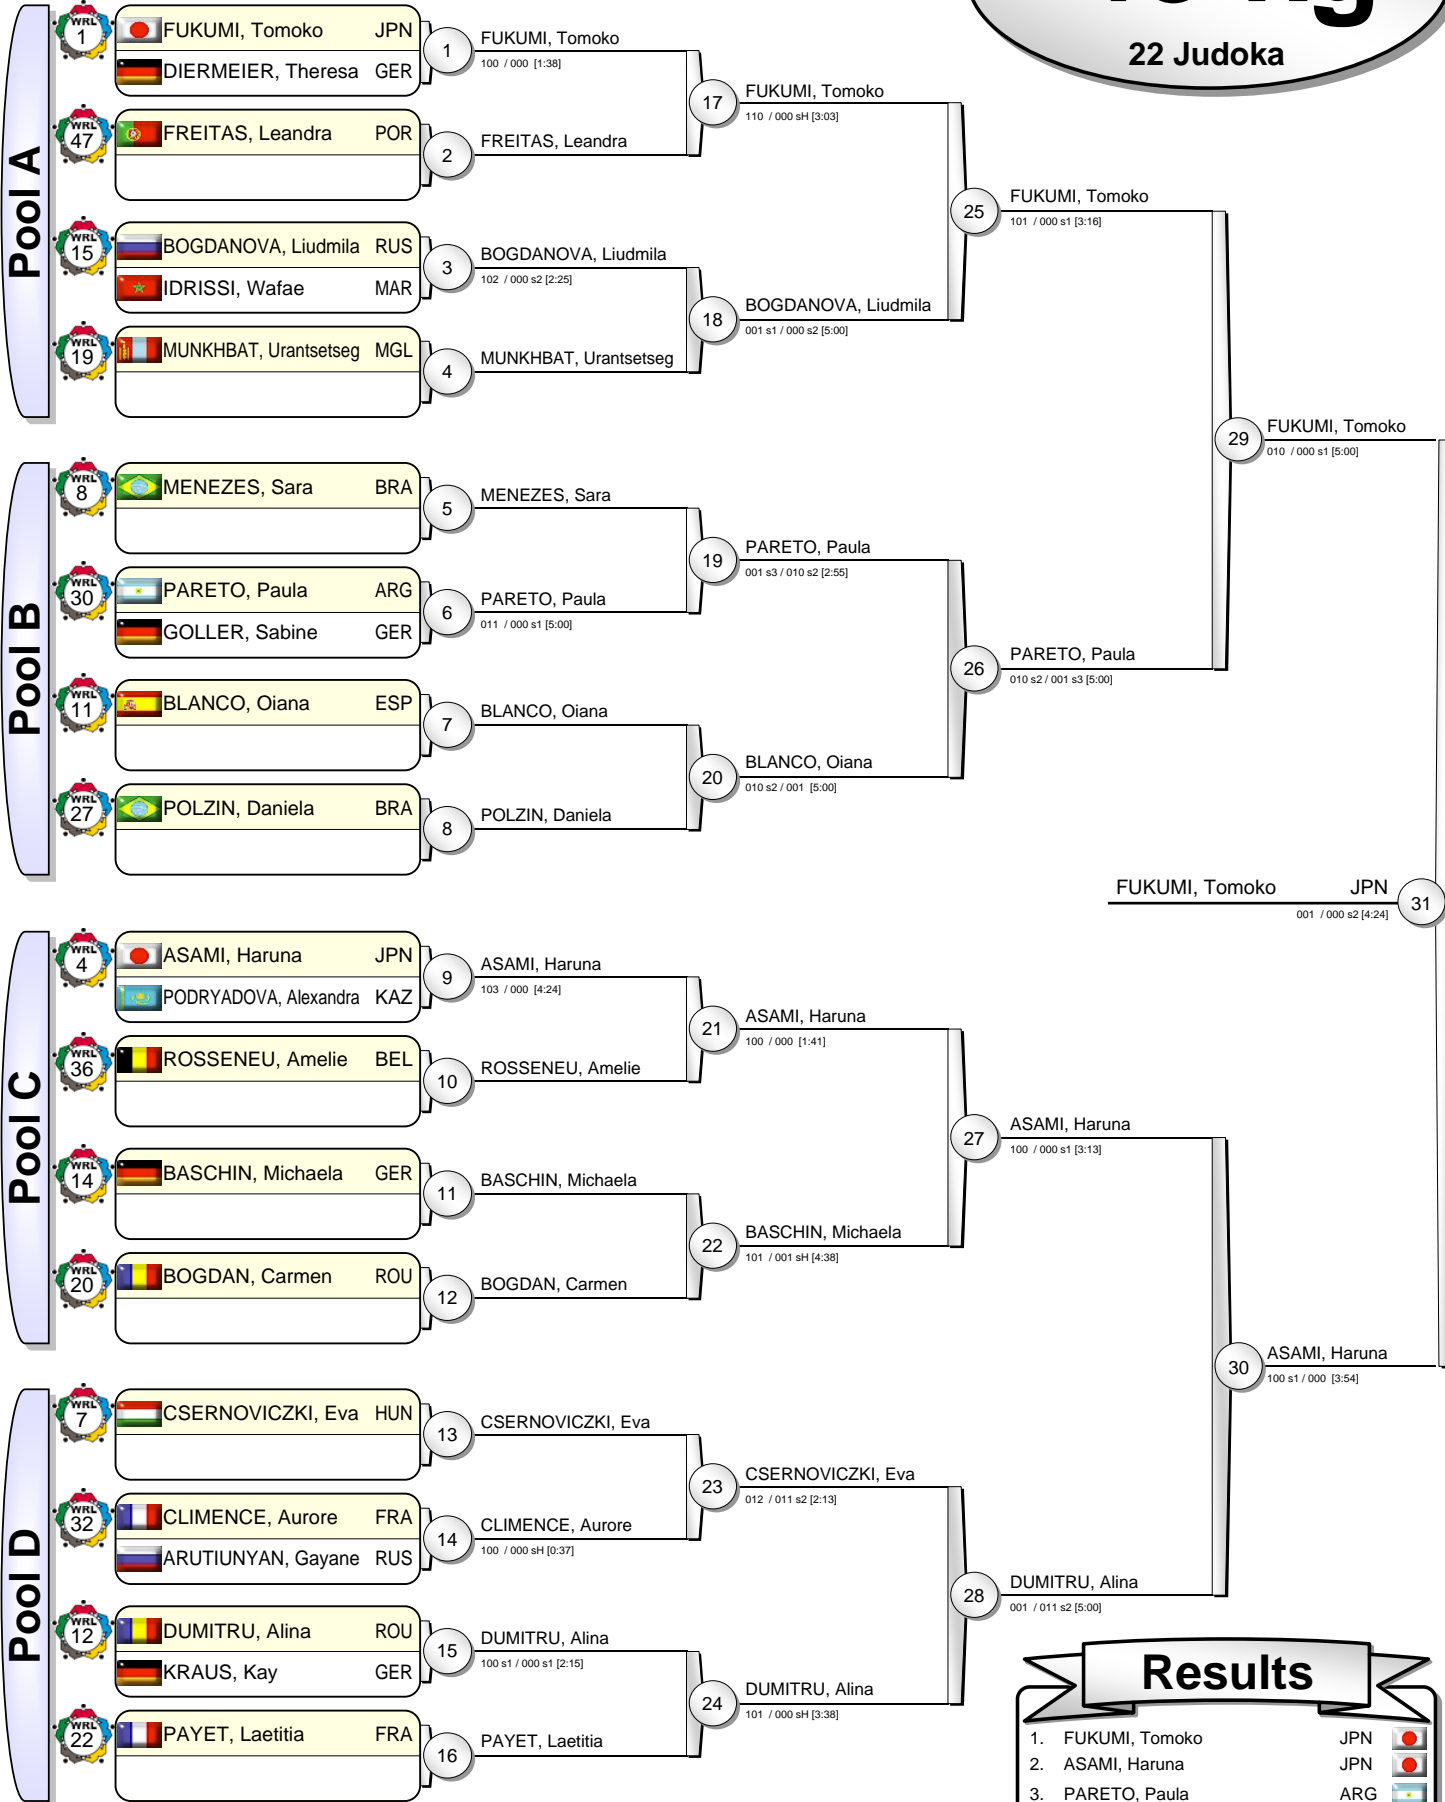 22 Judoka
Pool A
WRL 1 FUKUMI, Tomoko JPN
DIERMEIER, Theresa GER
WRL 47 FREITAS, Leandra POR
WRL 15 BOGDANOVA, Liudmila RUS
IDRISSI, Wafae MAR
WRL 19 MUNKHBAT, Urantsetseg MGL
1 FUKUMI, Tomoko
100 / 000 [1:38]
2 FREITAS, Leandra
3 BOGDANOVA, Liudmila
102 / 000 s2 [2:25]
4 MUNKHBAT, Urantsetseg
17 FUKUMI, Tomoko
110 / 000 sH [3:03]
18 BOGDANOVA, Liudmila
001 s1 / 000 s2 [5:00]
25 FUKUMI, Tomoko
101 / 000 s1 [3:16]
Pool B
WRL 8 MENEZES, Sara BRA
WRL 30 PARETO, Paula ARG
GOLLER, Sabine GER
WRL 11 BLANCO, Oiana ESP
WRL 27 POLZIN, Daniela BRA
5 MENEZES, Sara
6 PARETO, Paula
011 / 000 s1 [5:00]
7 BLANCO, Oiana
8 POLZIN, Daniela
19 PARETO, Paula
001 s3 / 010 s2 [2:55]
20 BLANCO, Oiana
010 s2 / 001 [5:00]
26 PARETO, Paula
010 s2 / 001 s3 [5:00]
29 FUKUMI, Tomoko
010 / 000 s1 [5:00]
FUKUMI, Tomoko JPN 31
001 / 000 s2 [4:24]
Pool C
WRL 4 ASAMI, Haruna JPN
PODRYADOVA, Alexandra KAZ
WRL 36 ROSSENEU, Amelie BEL
WRL 14 BASCHIN, Michaela GER
WRL 20 BOGDAN, Carmen ROU
9 ASAMI, Haruna
103 / 000 [4:24]
10 ROSSENEU, Amelie
11 BASCHIN, Michaela
12 BOGDAN, Carmen
21 ASAMI, Haruna
100 / 000 [1:41]
22 BASCHIN, Michaela
101 / 001 sH [4:38]
27 ASAMI, Haruna
100 / 000 s1 [3:13]
Pool D
WRL 7 CSERNOVICZKI, Eva HUN
WRL 32 CLIMENCE, Aurore FRA
ARUTIUNYAN, Gayane RUS
WRL 12 DUMITRU, Alina ROU
KRAUS, Kay GER
WRL 22 PAYET, Laetitia FRA
13 CSERNOVICZKI, Eva
14 CLIMENCE, Aurore
100 / 000 sH [0:37]
15 DUMITRU, Alina
100 s1 / 000 s1 [2:15]
16 PAYET, Laetitia
23 CSERNOVICZKI, Eva
012 / 011 s2 [2:13]
24 DUMITRU, Alina
101 / 000 sH [3:38]
28 DUMITRU, Alina
001 / 011 s2 [5:00]
30 ASAMI, Haruna
100 s1 / 000 [3:54]
Results
1. FUKUMI, Tomoko JPN
2. ASAMI, Haruna JPN
3. PARETO, Paula ARG